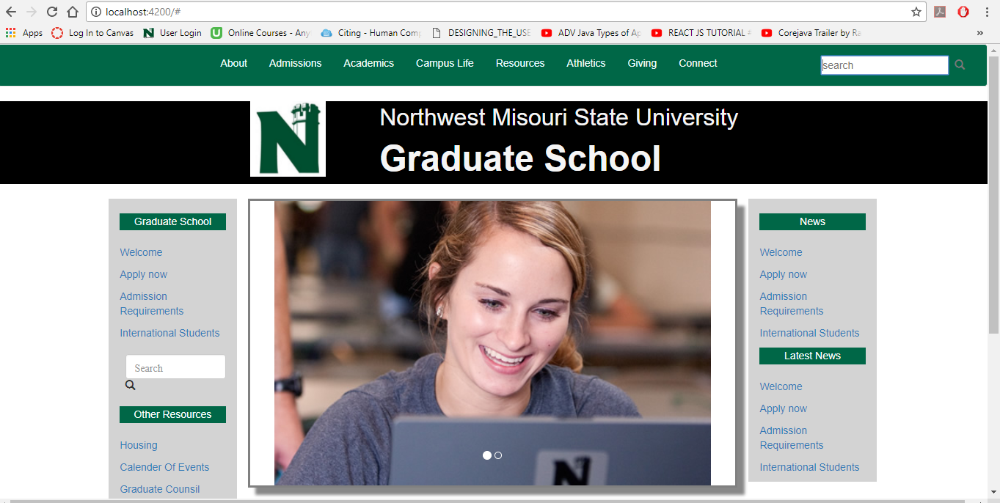 localhost:4200/#
Apps Log In to Canvas User Login Online Courses - Any Citing - Human Com DESIGNING_THE_USE ADV Java Types of Ap REACT JS TUTORIAL # Corejava Trailer by Ra »
About Admissions Academics Campus Life Resources Athletics Giving Connect search
N
Northwest Misouri State University
Graduate School
Graduate School
Welcome
Apply now
Admission
Requirements
International Students
Search
Other Resources
Housing
Calender Of Events
Graduate Counsil
N
News
Welcome
Apply now
Admission
Requirements
International Students
Latest News
Welcome
Apply now
Admission
Requirements
International Students